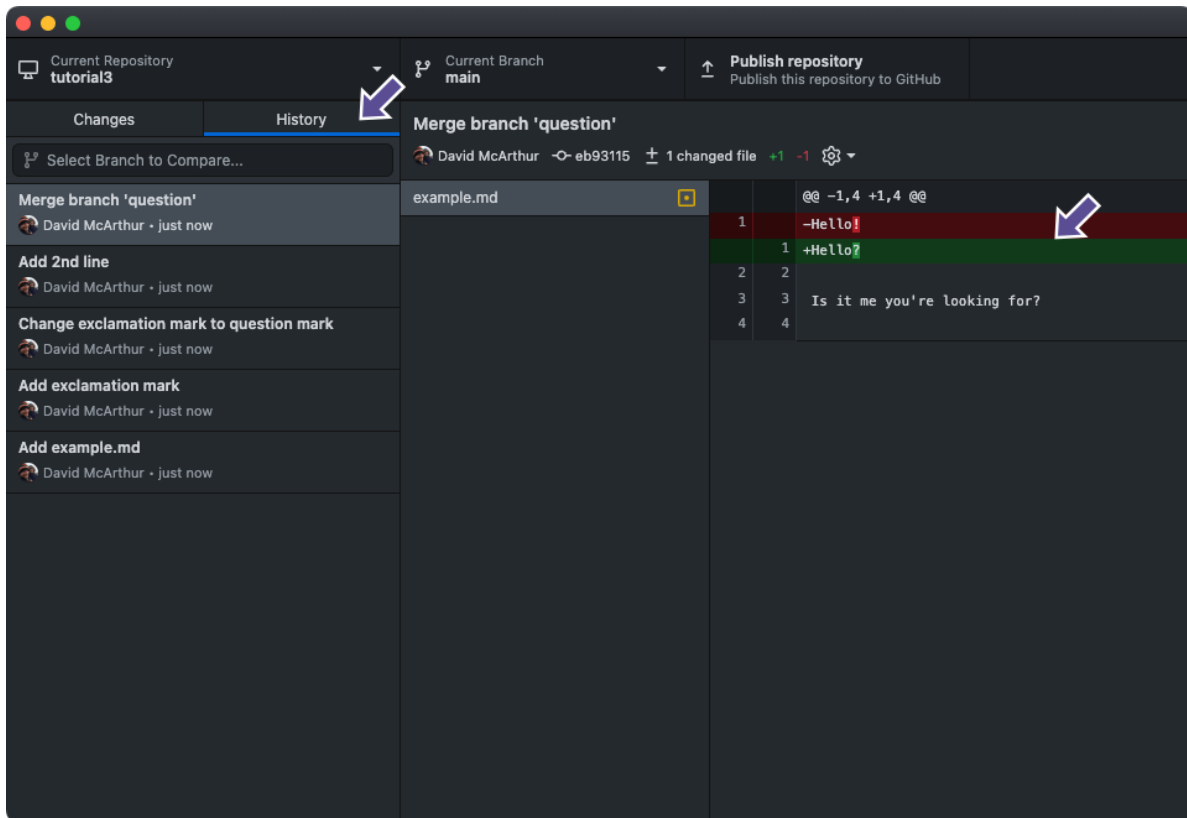 Current Repository
tutorial3
Current Branch
main
Publish repository
Publish this repository to GitHub
Changes
History
Select Branch to Compare...
Merge branch 'question'
David McArthur • just now
Add 2nd line
David McArthur • just now
Change exclamation mark to question mark
David McArthur • just now
Add exclamation mark
David McArthur • just now
Add example.md
David McArthur • just now
Merge branch 'question'
David McArthur eb93115 1 changed file +1 -1
example.md
@@ -1,4 +1,4 @@
1 -Hello!
1 +Hello?
2 2
3 3 Is it me you're looking for?
4 4